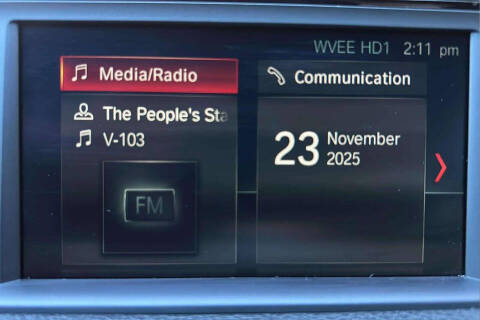 WVEE HD1 2:11 pm
Media/Radio
The People's Sta
V-103
FM
Communication
23 November
2025